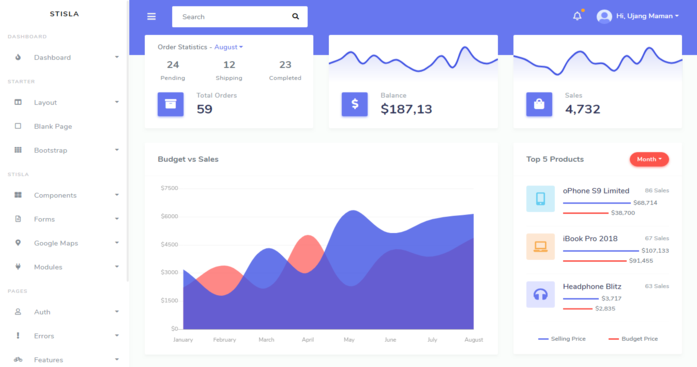 STISLA
DASHBOARD
Dashboard
STARTER
Layout
Blank Page
Bootstrap
STISLA
Components
Forms
Google Maps
Modules
PAGES
Auth
Errors
Features
Search
Hi, Ujang Maman
Order Statistics - August
24 12 23
Pending Shipping Completed
Total Orders
59
Balance
$187,13
Sales
4,732
Budget vs Sales
$7500
$6000
$4500
$3000
$1500
$0
January February March April May June July August
Top 5 Products
Month
oPhone S9 Limited 86 Sales
$68,714
$38,700
iBook Pro 2018 67 Sales
$107,133
$91,455
Headphone Blitz 63 Sales
$3,717
$2,835
Selling Price Budget Price